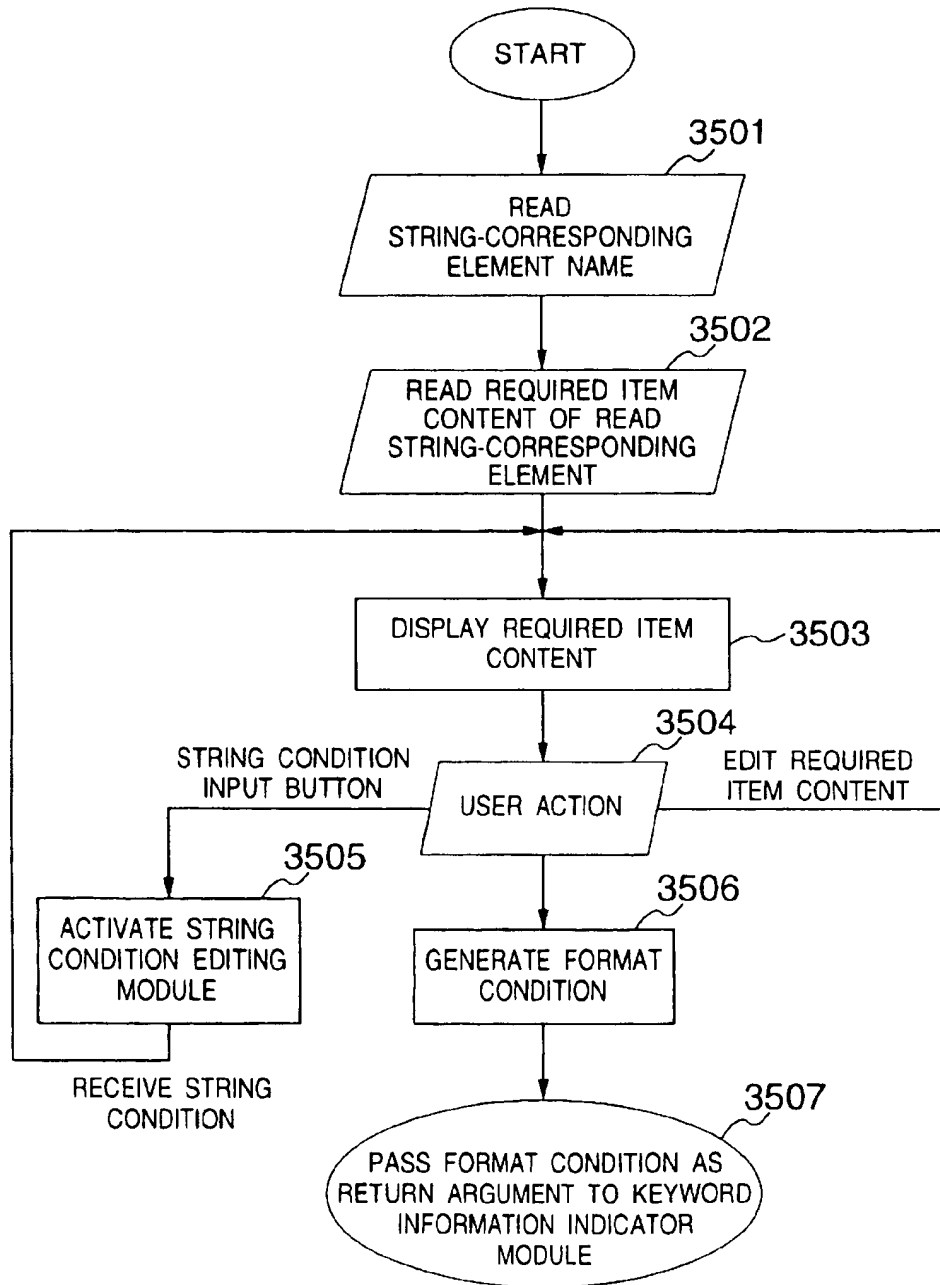 START
3501
READ
STRING-CORRESPONDING
ELEMENT NAME
3502
READ REQUIRED ITEM
CONTENT OF READ
STRING-CORRESPONDING
ELEMENT
DISPLAY REQUIRED ITEM
CONTENT
3503
3504
STRING CONDITION
INPUT BUTTON
USER ACTION
EDIT REQUIRED
ITEM CONTENT
3505
ACTIVATE STRING
CONDITION EDITING
MODULE
3506
GENERATE FORMAT
CONDITION
RECEIVE STRING
CONDITION
3507
PASS FORMAT CONDITION AS
RETURN ARGUMENT TO KEYWORD
INFORMATION INDICATOR
MODULE